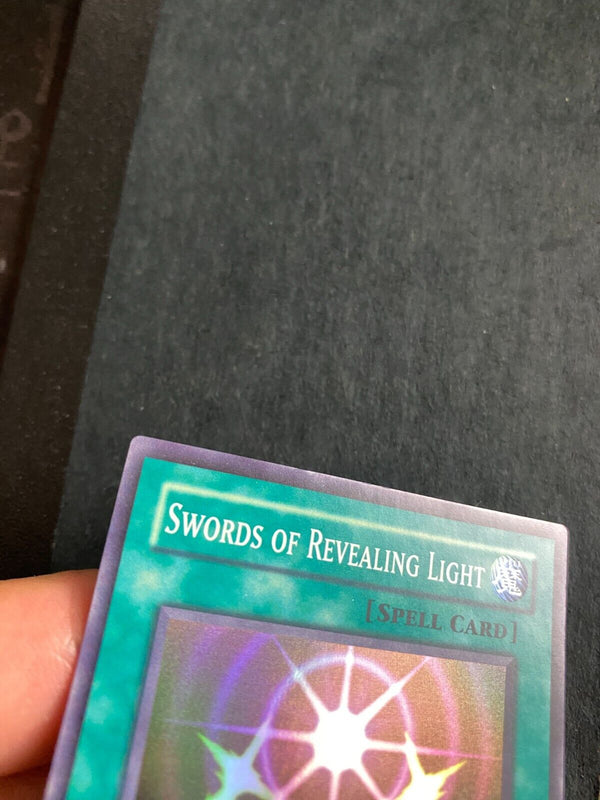 Swords of Revealing Light 魔
[Spell Card]